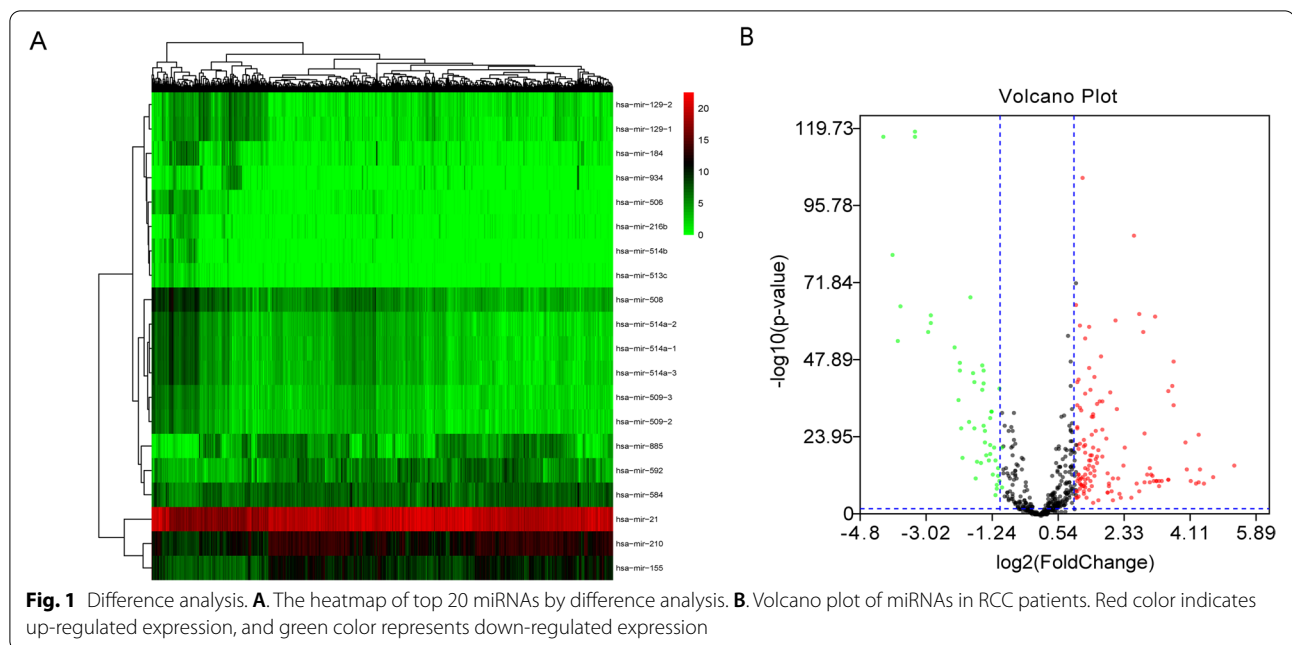 A
hsa-mir-129-2
hsa-mir-129-1
hsa-mir-184
hsa-mir-934
hsa-mir-506
hsa-mir-216b
hsa-mir-514b
hsa-mir-513c
hsa-mir-508
hsa-mir-514a-2
hsa-mir-514a-1
hsa-mir-514a-3
hsa-mir-509-3
hsa-mir-509-2
hsa-mir-885
hsa-mir-592
hsa-mir-584
hsa-mir-21
hsa-mir-210
hsa-mir-155
20
15
10
5
0
B
Volcano Plot
-log10(p-value)
119.73
95.78
71.84
47.89
23.95
0
-4.8 -3.02 -1.24 0.54 2.33 4.11 5.89
log2(FoldChange)
Fig. 1 Difference analysis. A. The heatmap of top 20 miRNAs by difference analysis. B. Volcano plot of miRNAs in RCC patients. Red color indicates
up-regulated expression, and green color represents down-regulated expression